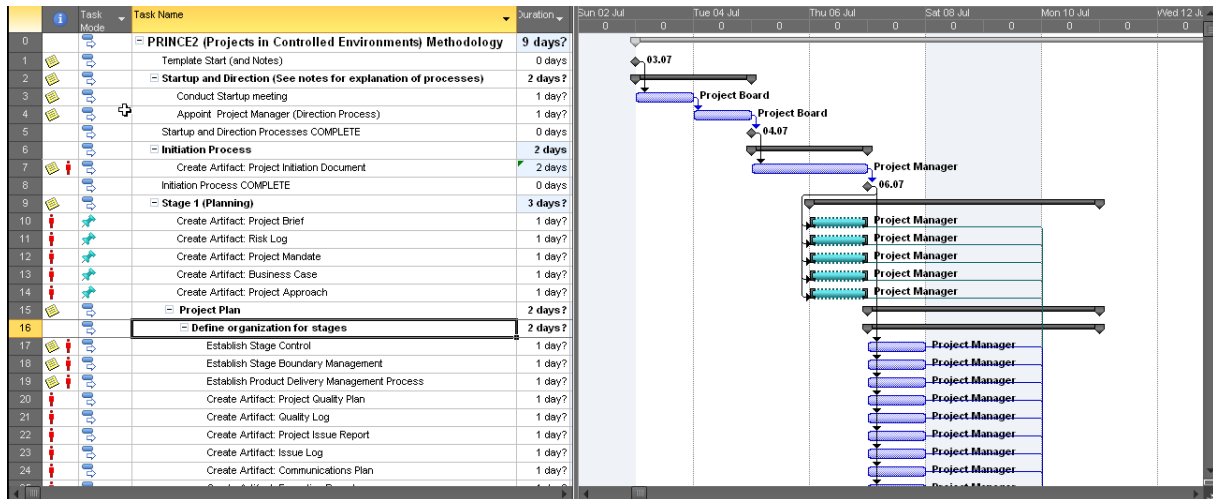 Task Mode Task Name Duration Sun 02 Jul Tue 04 Jul Thu 06 Jul Sat 08 Jul Mon 10 Jul Wed 12 Ju
0 0 0 0 0 0 0 0 0 0 0
0 PRINCE2 (Projects in Controlled Environments) Methodology 9 days?
1 Template Start (and Notes) 0 days 03.07
2 Startup and Direction (See notes for explanation of processes) 2 days?
3 Conduct Startup meeting 1 day? Project Board
4 Appoint Project Manager (Direction Process) 1 day? Project Board
5 Startup and Direction Processes COMPLETE 0 days 04.07
6 Initiation Process 2 days
7 Create Artifact: Project Initiation Document 2 days Project Manager
8 Initiation Process COMPLETE 0 days 06.07
9 Stage 1 (Planning) 3 days?
10 Create Artifact: Project Brief 1 day? Project Manager
11 Create Artifact: Risk Log 1 day? Project Manager
12 Create Artifact: Project Mandate 1 day? Project Manager
13 Create Artifact: Business Case 1 day? Project Manager
14 Create Artifact: Project Approach 1 day? Project Manager
15 Project Plan 2 days?
16 Define organization for stages 2 days?
17 Establish Stage Control 1 day? Project Manager
18 Establish Stage Boundary Management 1 day? Project Manager
19 Establish Product Delivery Management Process 1 day? Project Manager
20 Create Artifact: Project Quality Plan 1 day? Project Manager
21 Create Artifact: Quality Log 1 day? Project Manager
22 Create Artifact: Project Issue Report 1 day? Project Manager
23 Create Artifact: Issue Log 1 day? Project Manager
24 Create Artifact: Communications Plan 1 day? Project Manager